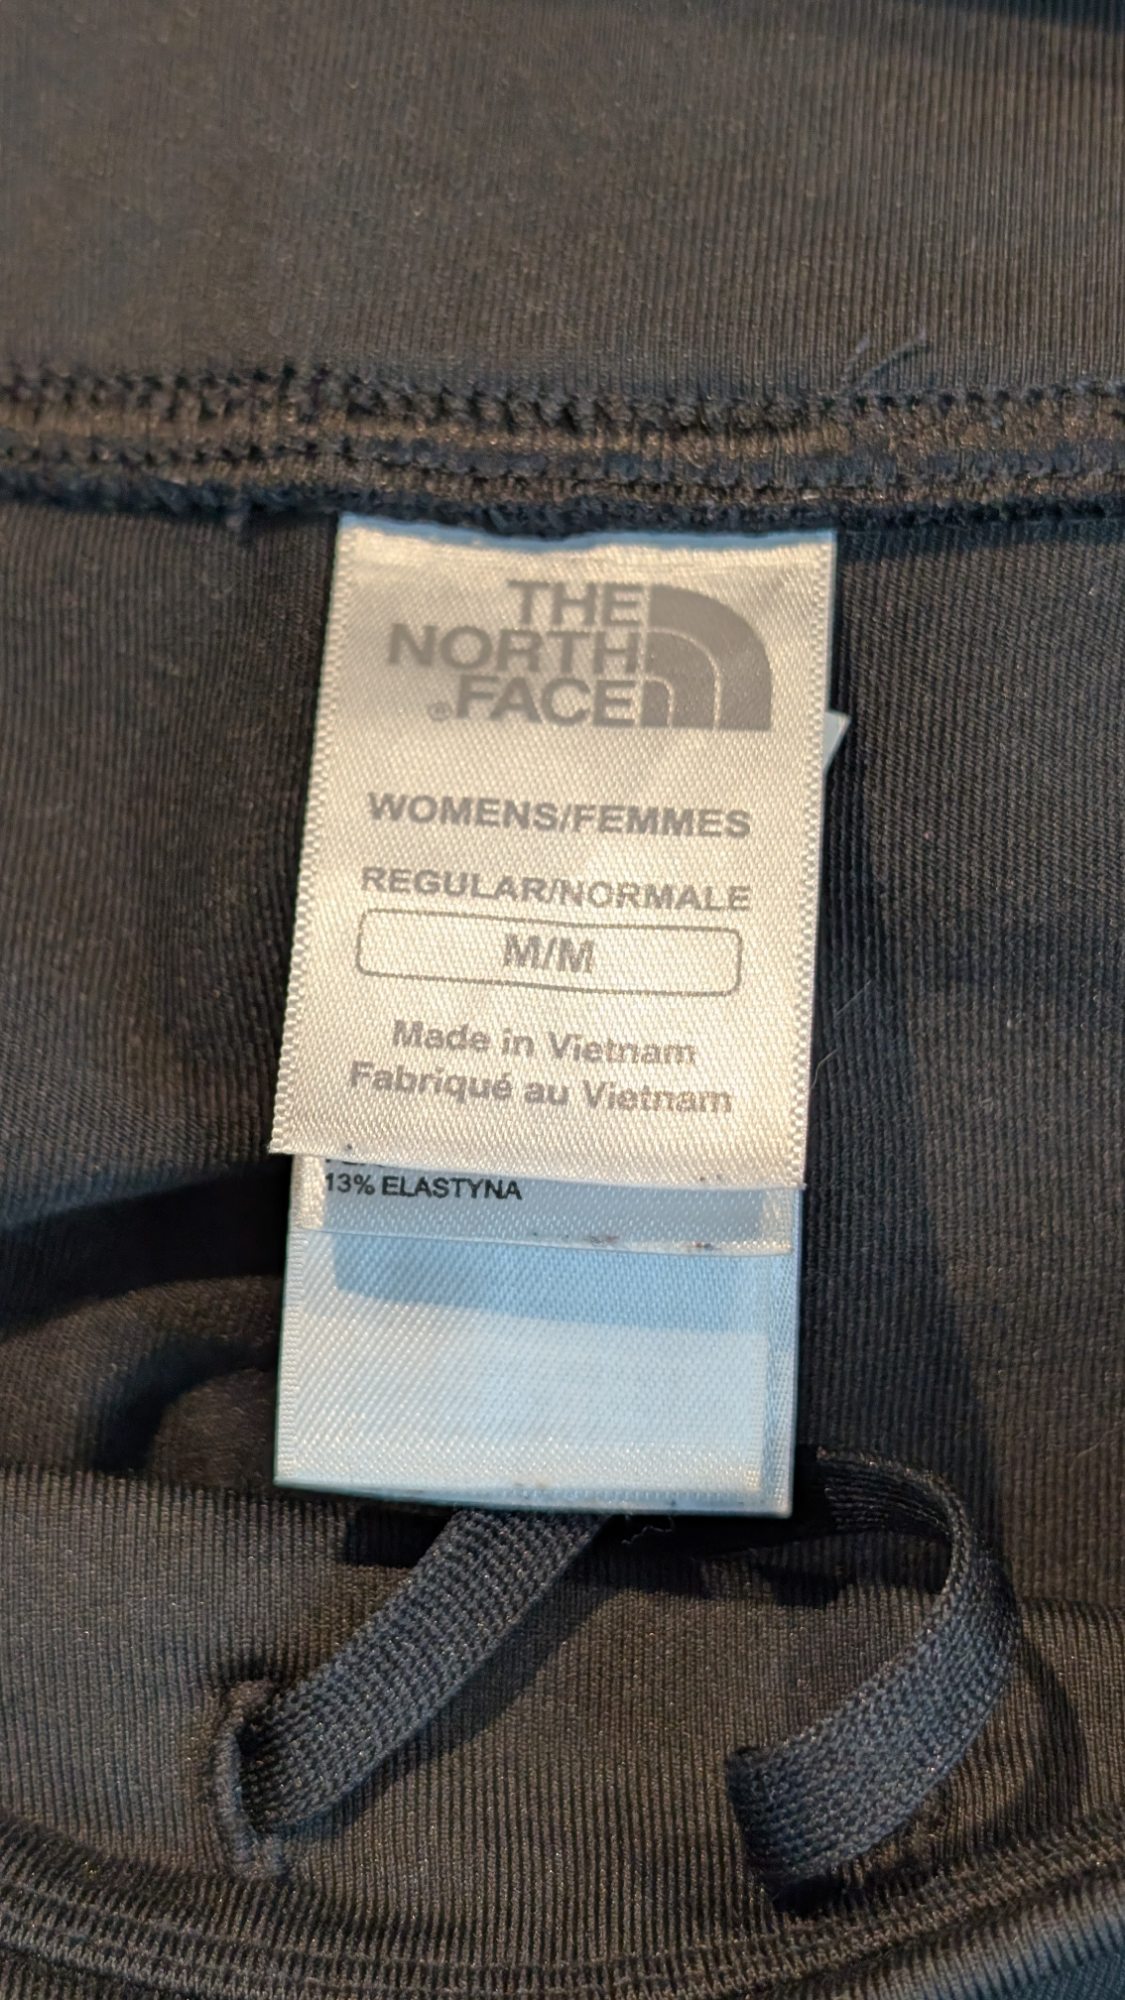 THE
NORTH
®FACE
WOMENS/FEMMES
REGULAR/NORMALE
M/M
Made in Vietnam
Fabriqué au Vietnam
13% ELASTYNA